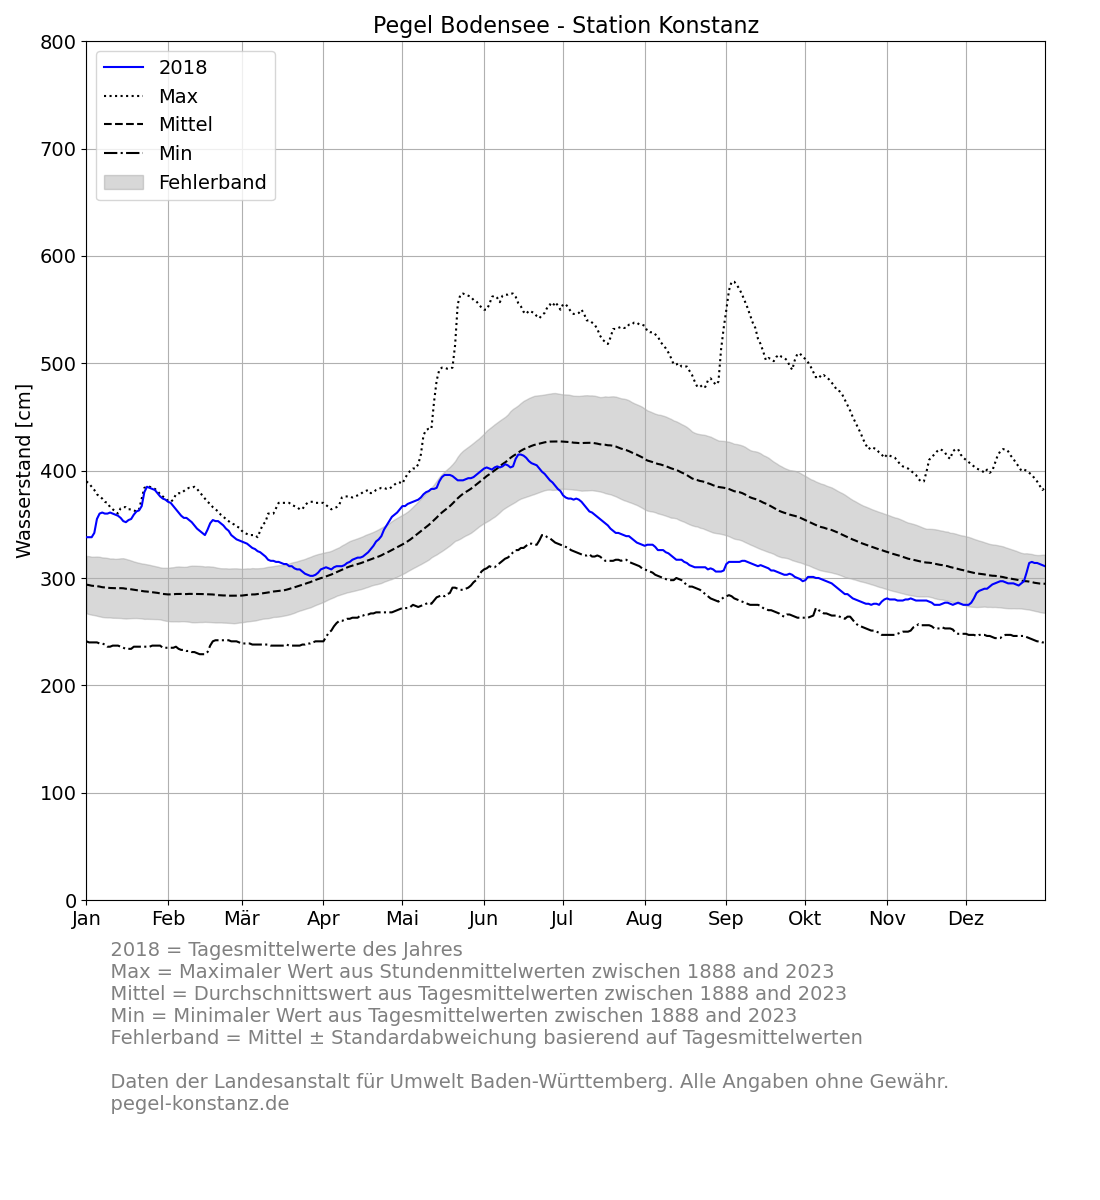 Pegel Bodensee - Station Konstanz
800
700
600
500
400
300
200
100
0
Wasserstand [cm]
2018
Max
Mittel
Min
Fehlerband
Jan Feb Mär Apr Mai Jun Jul Aug Sep Okt Nov Dez
2018 = Tagesmittelwerte des Jahres
Max = Maximaler Wert aus Stundenmittelwerten zwischen 1888 and 2023
Mittel = Durchschnittswert aus Tagesmittelwerten zwischen 1888 and 2023
Min = Minimaler Wert aus Tagesmittelwerten zwischen 1888 and 2023
Fehlerband = Mittel ± Standardabweichung basierend auf Tagesmittelwerten
Daten der Landesanstalt für Umwelt Baden-Württemberg. Alle Angaben ohne Gewähr.
pegel-konstanz.de